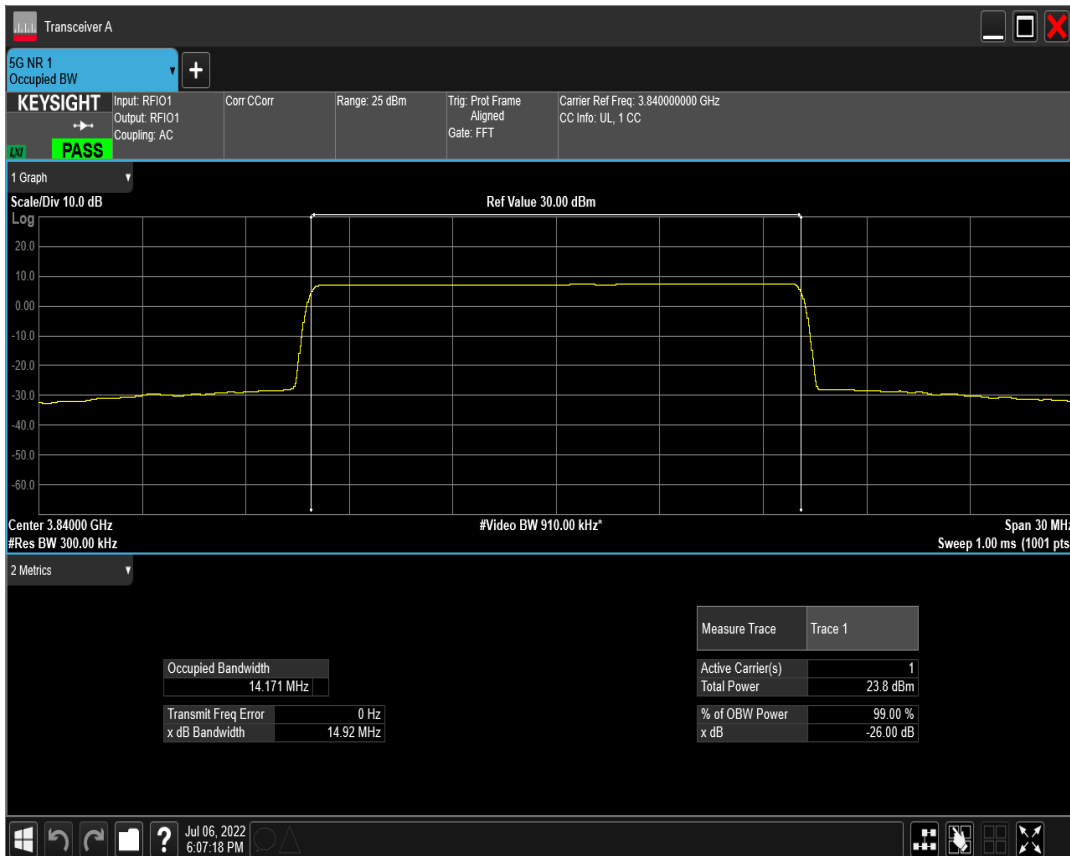 Transceiver A
5G NR 1
Occupied BW
KEYSIGHT
LXI
PASS
Input: RFIO1
Output: RFIO1
Coupling: AC
Corr CCorr
Range: 25 dBm
Trig: Prot Frame
Aligned
Gate: FFT
Carrier Ref Freq: 3.840000000 GHz
CC Info: UL, 1 CC
1 Graph
Scale/Div 10.0 dB
Ref Value 30.00 dBm
Log
20.0
10.0
0.00
-10.0
-20.0
-30.0
-40.0
-50.0
-60.0
Center 3.84000 GHz
#Video BW 910.00 kHz*
Span 30 MHz
#Res BW 300.00 kHz
Sweep 1.00 ms (1001 pts
2 Metrics
Measure Trace Trace 1
Occupied Bandwidth
14.171 MHz
Active Carrier(s) 1
Total Power 23.8 dBm
Transmit Freq Error 0 Hz
x dB Bandwidth 14.92 MHz
% of OBW Power 99.00 %
x dB -26.00 dB
?
Jul 06, 2022
6:07:18 PM